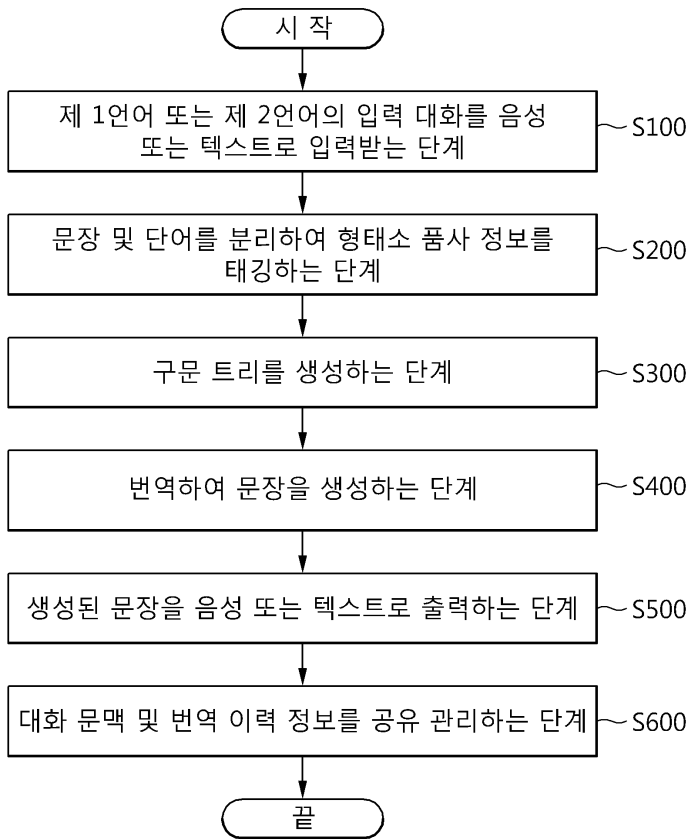 시 작
제 1언어 또는 제 2언어의 입력 대화를 음성
또는 텍스트로 입력받는 단계
S100
문장 및 단어를 분리하여 형태소 품사 정보를
태깅하는 단계
S200
구문 트리를 생성하는 단계
S300
번역하여 문장을 생성하는 단계
S400
생성된 문장을 음성 또는 텍스트로 출력하는 단계
S500
대화 문맥 및 번역 이력 정보를 공유 관리하는 단계
S600
끝